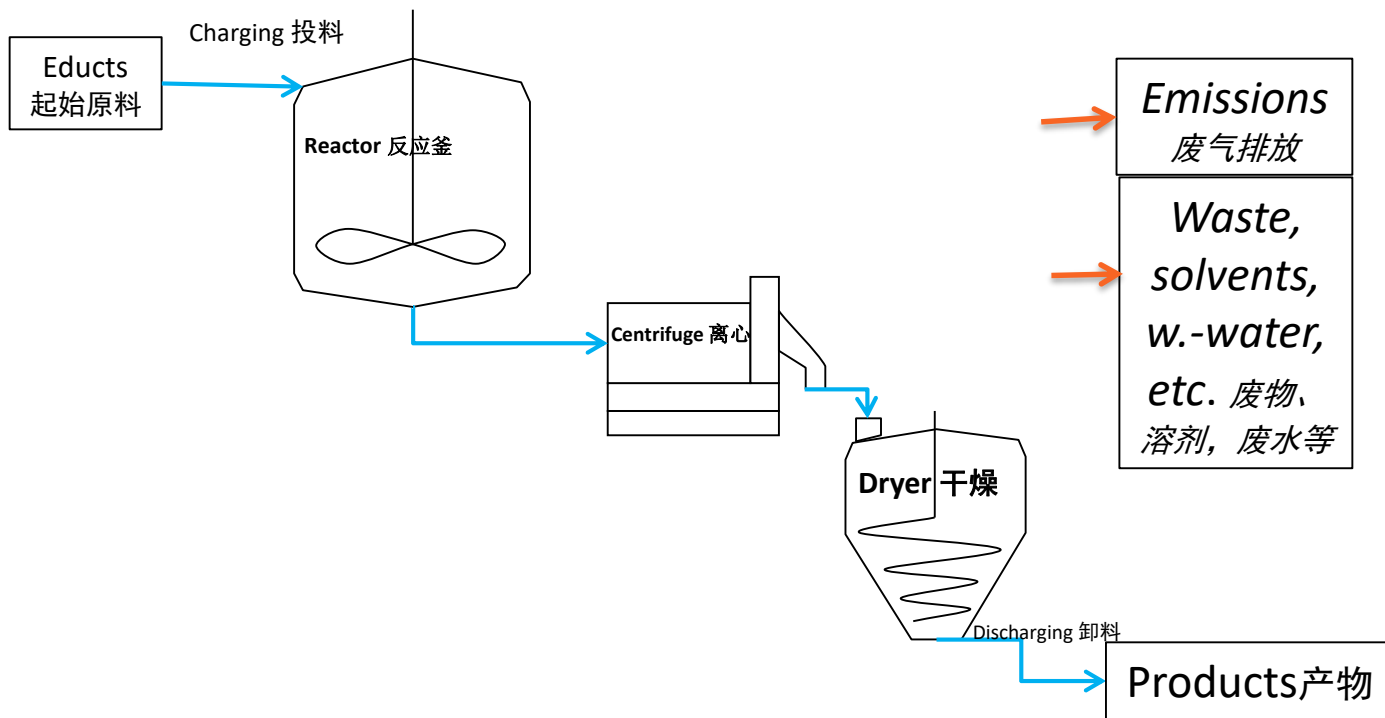 Charging 投料
Educts
起始原料
Reactor 反应釜
Emissions
废气排放
Waste,
solvents,
w.-water,
etc. 废物、
溶剂，废水等
Centrifuge 离心
Dryer 干燥
Discharging 卸料
Products产物